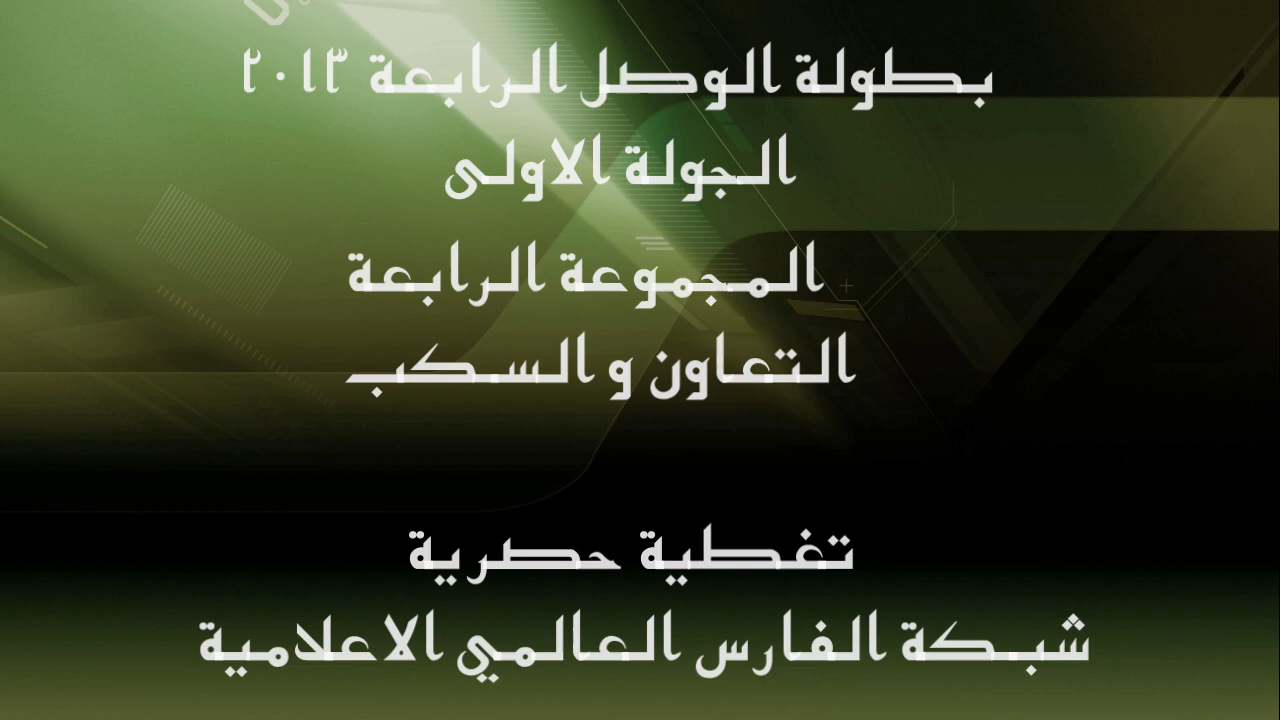 بطولة الوصل الرابعة ٢٠١٣
الجولة الاولى
المجموعة الرابعة
التعاون و السكب
تغطية حصرية
شبكة الفارس العالمي الاعلامية